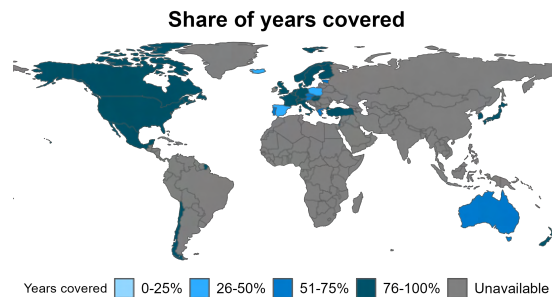 Share of years covered
Years covered 0-25% 26-50% 51-75% 76-100% Unavailable